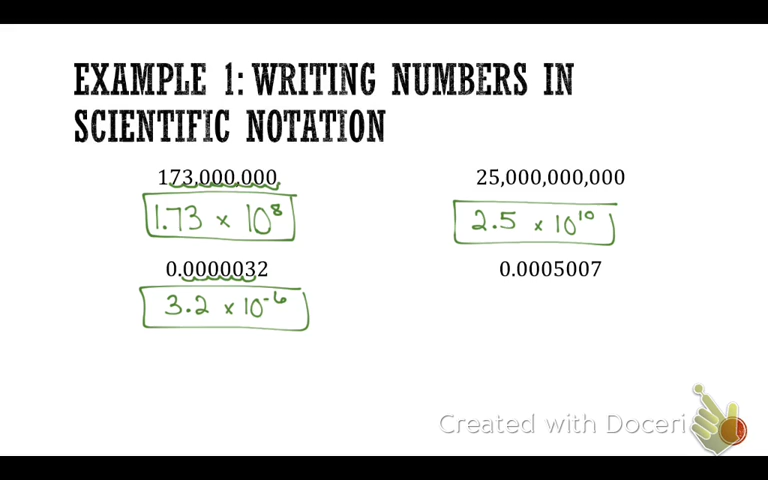 EXAMPLE 1: WRITING NUMBERS IN
SCIENTIFIC NOTATION
173,000,000
25,000,000,000
1.73 × 10⁸
2.5 × 10¹⁰
0.0000032
0.0005007
3.2 × 10⁻⁶
Created with Doceri